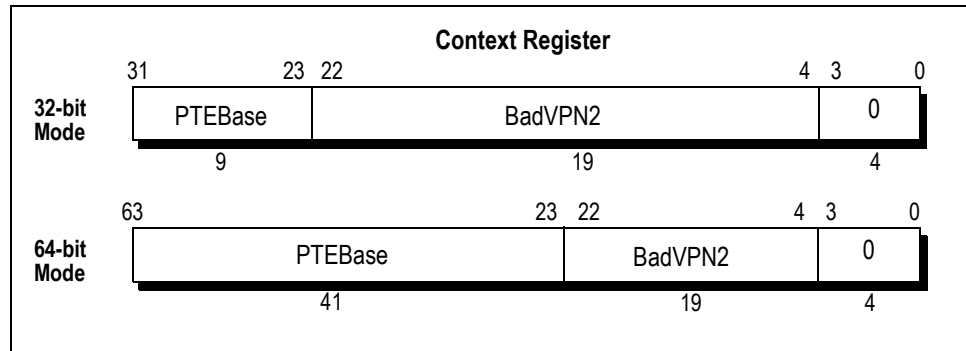 Context Register
31 23 22 4 3 0
32-bit
Mode
PTEBase BadVPN2 0
9 19 4
63 23 22 4 3 0
64-bit
Mode
PTEBase BadVPN2 0
41 19 4